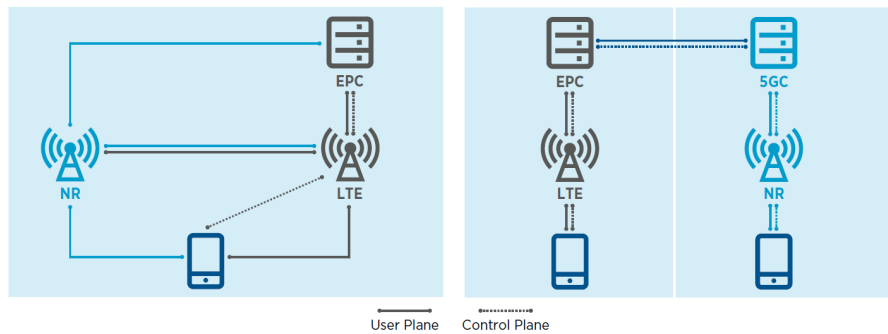 EPC
NR
LTE
EPC
5GC
LTE
NR
User Plane
Control Plane